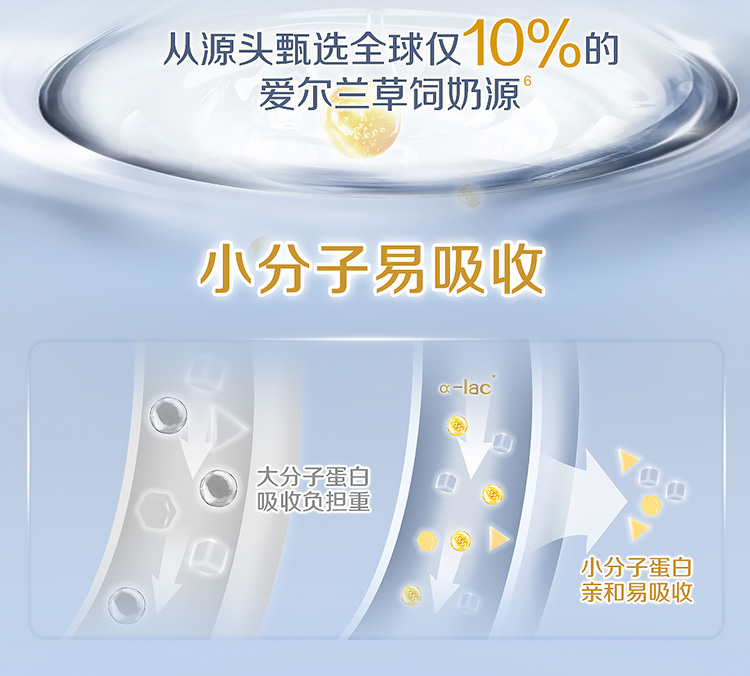 从源头甄选全球仅10%的
爱尔兰草饲奶源⁶
小分子易吸收
α-lac*
大分子蛋白
吸收负担重
小分子蛋白
亲和易吸收